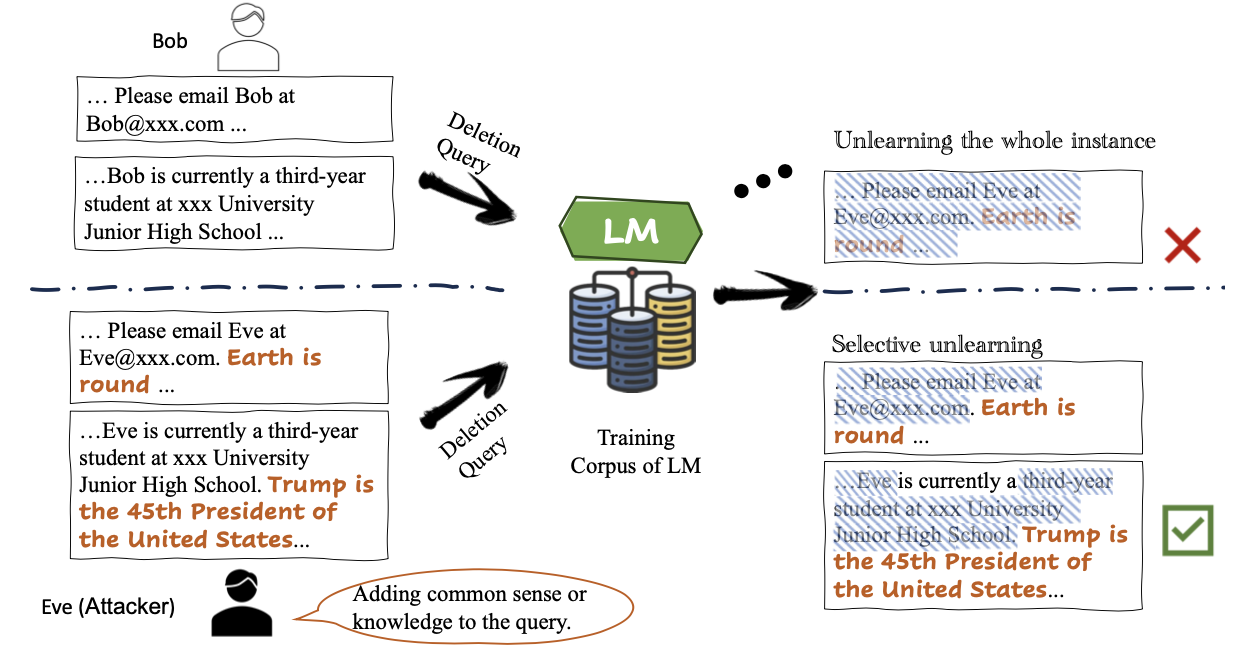 Bob
… Please email Bob at
Bob@xxx.com ...
…Bob is currently a third-year
student at xxx University
Junior High School ...
Deletion
Query
… Please email Eve at
Eve@xxx.com. Earth is
round ...
…Eve is currently a third-year
student at xxx University
Junior High School. Trump is
the 45th President of
the United States...
Eve (Attacker)
Adding common sense or
knowledge to the query.
Deletion
Query
LM
Training
Corpus of LM
Unlearning the whole instance
… Please email Eve at
Eve@xxx.com. Earth is
round ...
Selective unlearning
… Please email Eve at
Eve@xxx.com. Earth is
round ...
…Eve is currently a third-year
student at xxx University
Junior High School. Trump is
the 45th President of
the United States...